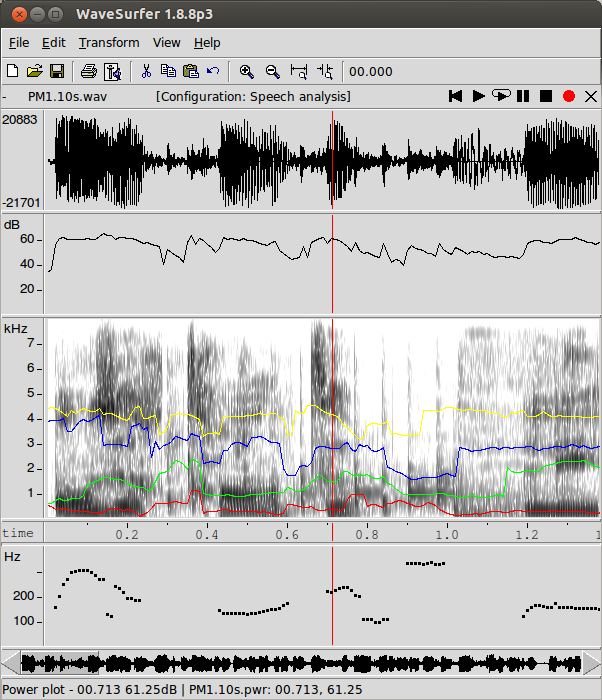 WaveSurfer 1.8.8p3
File Edit Transform View Help
00.000
- PM1.10s.wav [Configuration: Speech analysis]
20883
-21701
dB
60
40
20
kHz
7
6
5
4
3
2
1
time 0.2 0.4 0.6 0.8 1.0 1.2 1
Hz
200
100
Power plot - 00.713 61.25dB | PM1.10s.pwr: 00.713, 61.25